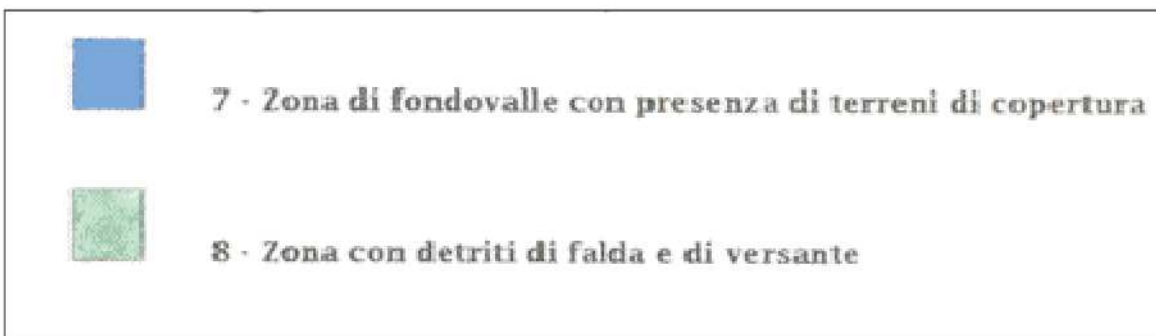 7 - Zona di fondovalle con presenza di terreni di copertura
8 - Zona con detriti di falda e di versante